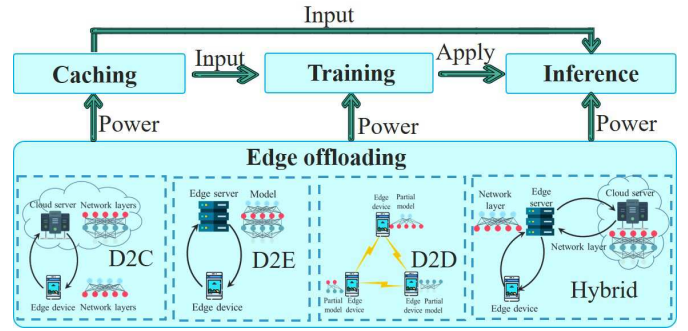 Input
Caching
Input
Training
Apply
Inference
Power
Power
Power
Edge offloading
Cloud server
Network layers
D2C
Edge device
Network layers
Edge server
Model
D2E
Edge device
Edge
device
Partial
model
D2D
Partial
model
Edge
device
Edge
device
Partial
model
Network
layer
Edge
server
Cloud server
Network layer
Edge device
Hybrid